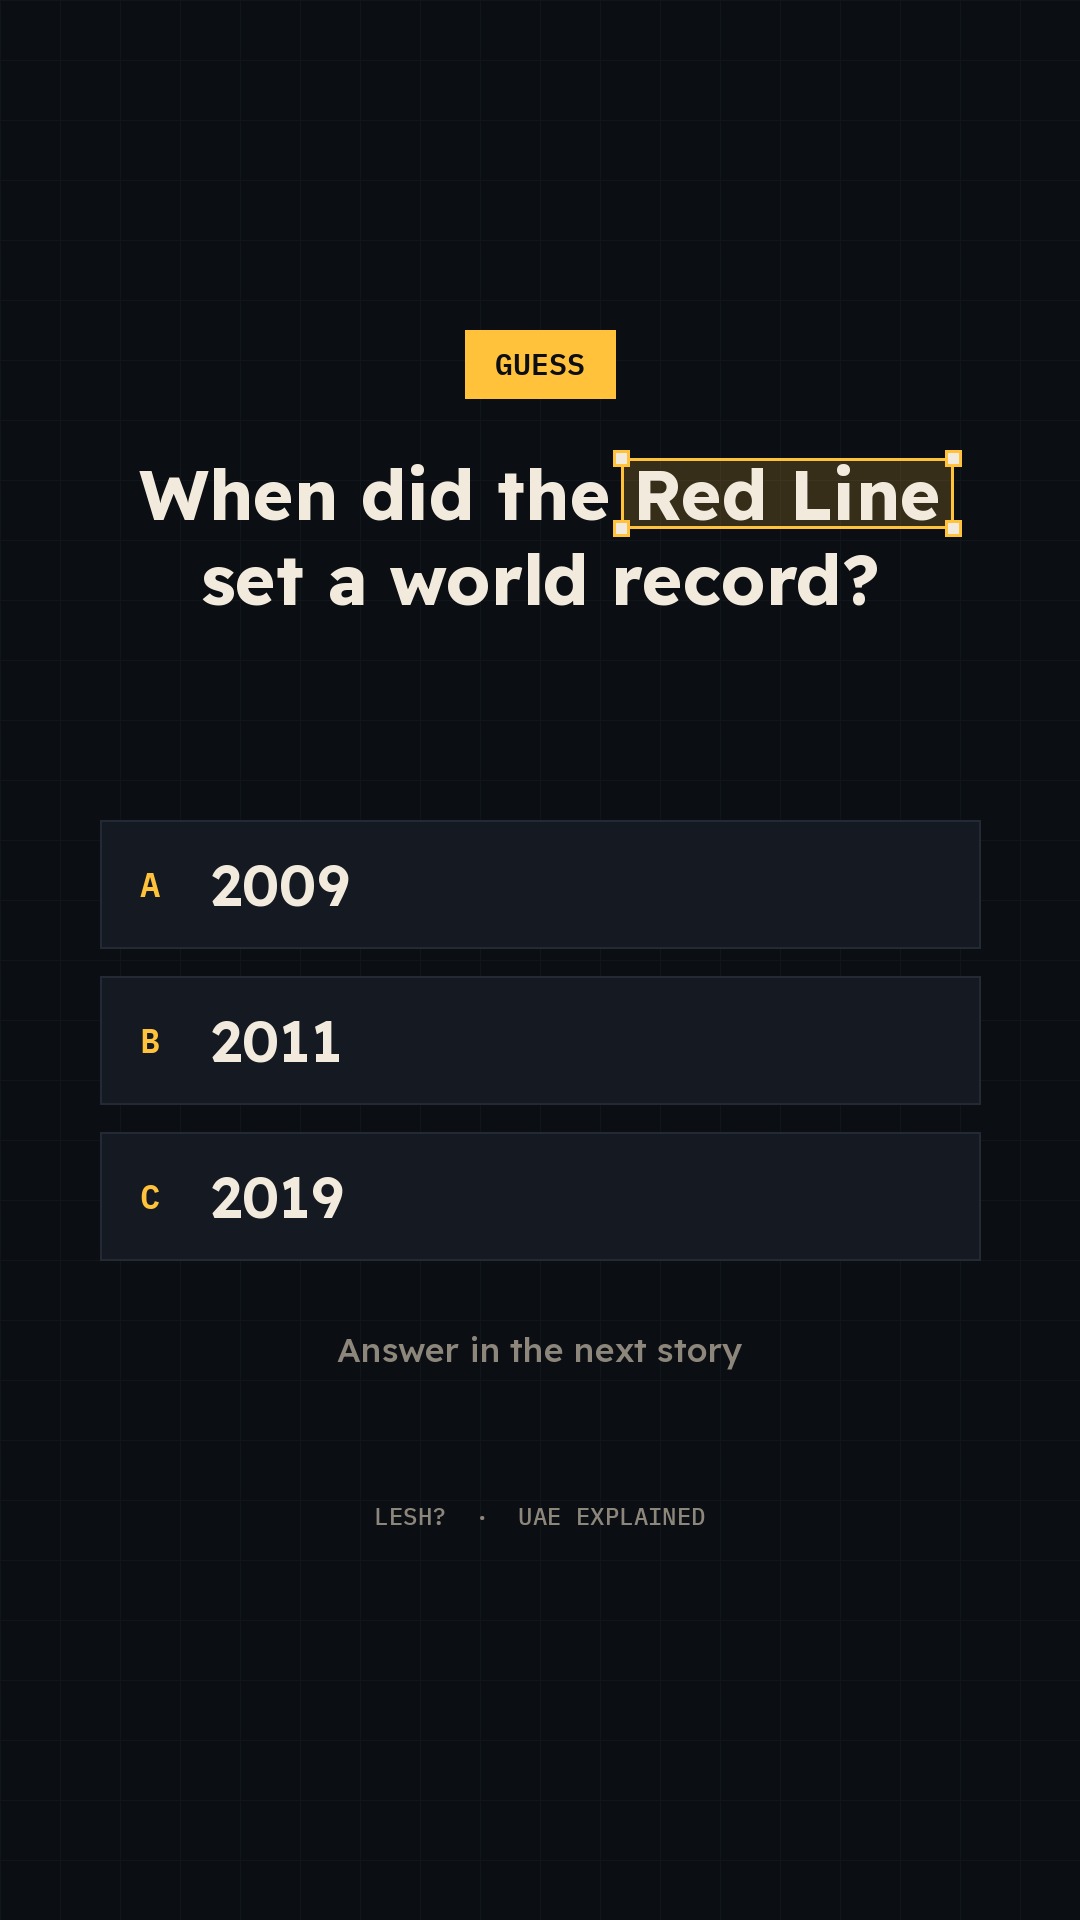 GUESS
When did the Red Line
set a world record?
A 2009
B 2011
C 2019
Answer in the next story
LESH? · UAE EXPLAINED